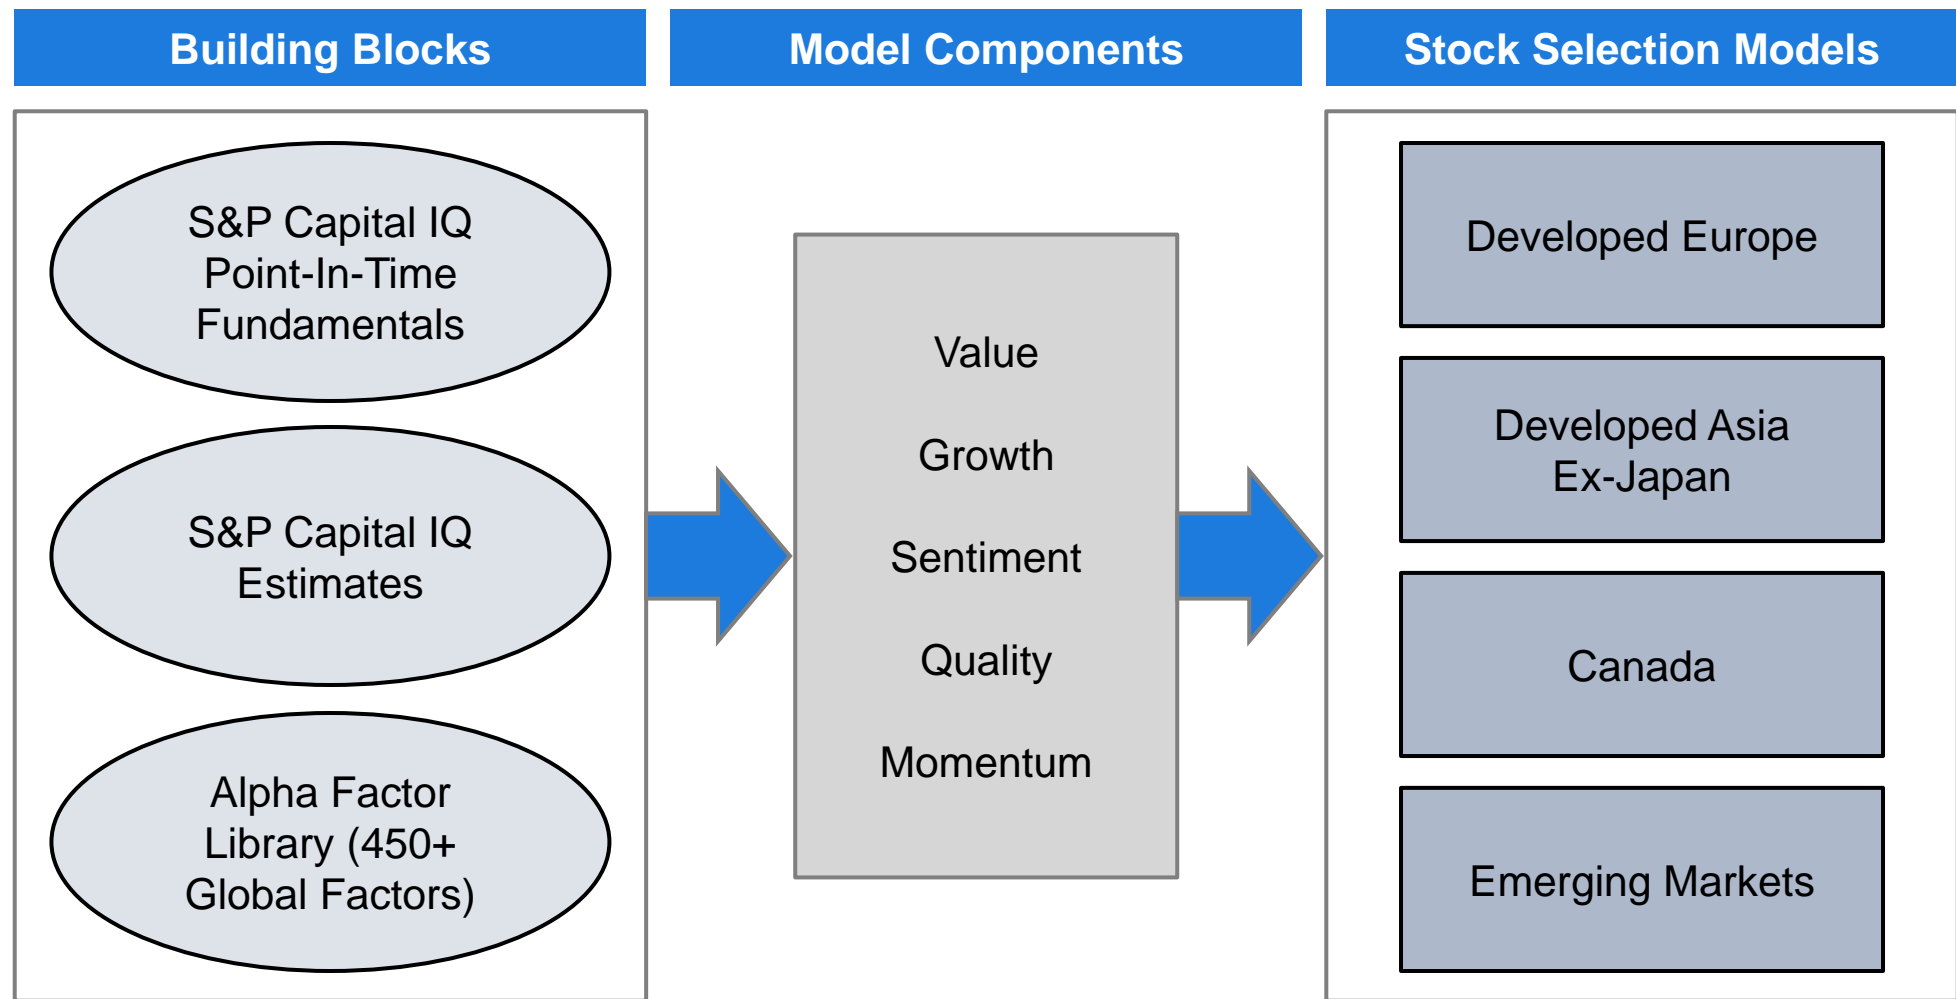 Building Blocks
Model Components
Stock Selection Models
S&P Capital IQ
Point-In-Time
Fundamentals
S&P Capital IQ
Estimates
Alpha Factor
Library (450+
Global Factors)
Value
Growth
Sentiment
Quality
Momentum
Developed Europe
Developed Asia
Ex-Japan
Canada
Emerging Markets